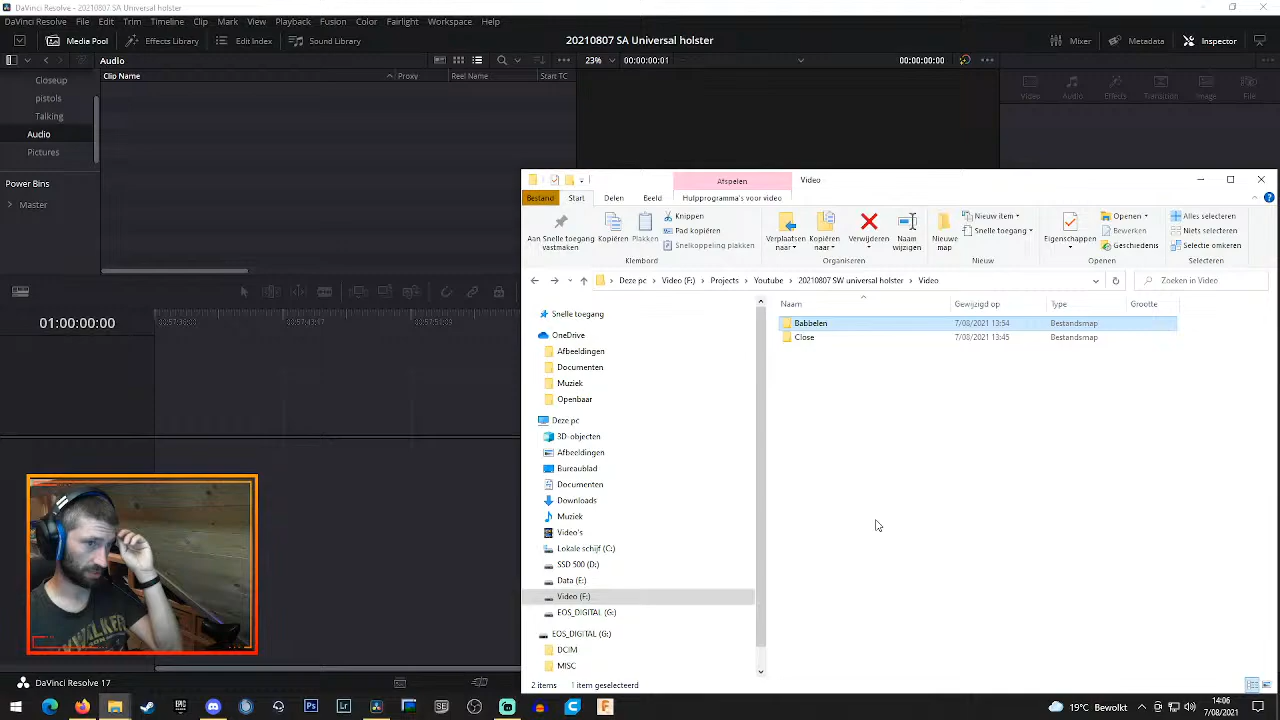 DaVinci Resolve - 20210807 SA Universal holster
DaVinci Resolve File Edit Trim Timeline Clip Mark View Playback Fusion Color Fairlight Workspace Help
Media Pool Effects Library Edit Index Sound Library 20210807 SA Universal holster Mixer Metadata Inspector
Audio 23% 00:00:00:01 00:00:00:00
Clip Name Proxy Reel Name Start TC
Video Audio Effects Transition Image File
Closeup
pistols
Talking
Audio
Pictures
Power Bins
Master
01:00:00:00
DaVinci Resolve 17
Afspelen Video
Bestand Start Delen Beeld Hulpprogramma's voor video
Aan Snelle toegang vastmaken Kopiëren Plakken Knippen Pad kopiëren Snelkoppeling plakken
Verplaatsen naar Kopiëren naar Verwijderen Naam wijzigen Nieuwe map Nieuw item Snelle toegang
Eigenschappen Openen Bewerken Geschiedenis Alles selecteren Niets selecteren Selectie omkeren
Klembord Organiseren Nieuw Openen Selecteren
Deze pc Video (F:) Projects Youtube 20210807 SW universal holster Video Zoeken in Video
Naam Gewijzigd op Type Grootte
Babbelen 7/08/2021 13:54 Bestandsmap
Close 7/08/2021 13:45 Bestandsmap
Snelle toegang
OneDrive
Afbeeldingen
Documenten
Muziek
Openbaar
Deze pc
3D-objecten
Afbeeldingen
Bureaublad
Documenten
Downloads
Muziek
Video's
Lokale schijf (C:)
SSD 500 (D:)
Data (E:)
Video (F:)
EOS_DIGITAL (G:)
EOS_DIGITAL (G:)
DCIM
MISC
2 items 1 item geselecteerd
15°C Bewolkt 14:06
7/08/2021